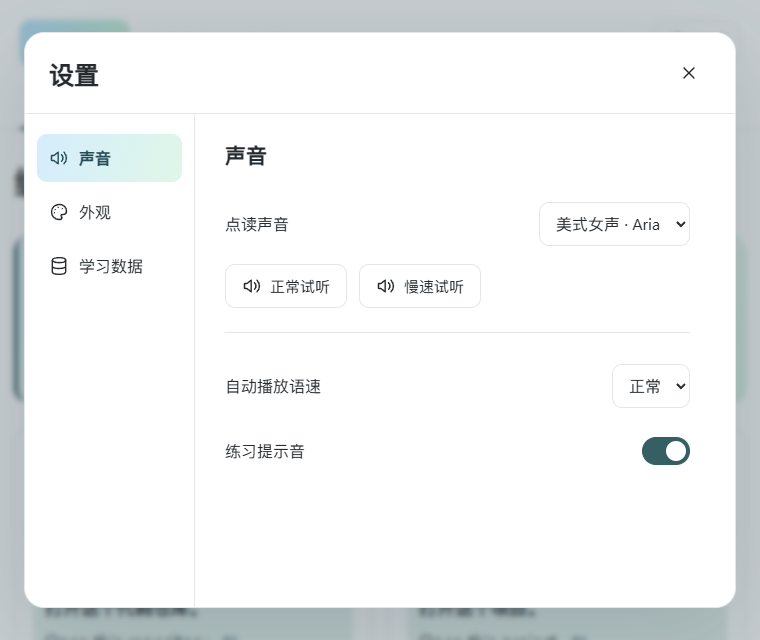 设置
声音
外观
学习数据
声音
点读声音
美式女声 · Aria
正常试听
慢速试听
自动播放语速
正常
练习提示音